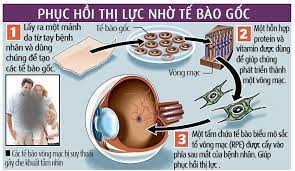 PHỤC HỒI THỊ LỰC NHỜ TẾ BÀO GỐC
1 Lấy ra một mảnh
da từ tay bệnh
nhân và dùng
chúng để tạo
các tế bào gốc.
Tế bào gốc
2 Một hỗn hợp
protein và
vitamin được dùng
để giúp chúng
phát triển thành
một võng mạc.
Võng mạc
3 Một tấm chứa tế bào biểu mô sắc
tố võng mạc (RPE) được cấy vào
phía sau mắt của bệnh nhân. Giúp
phục hồi thị lực.
Các tế bào võng mạc bị suy thoái
gây che khuất tầm nhìn